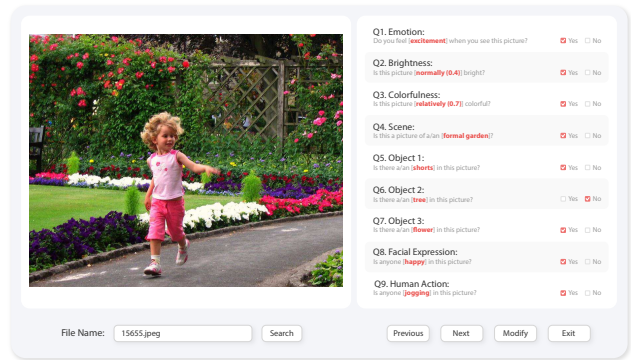 Q1. Emotion:
Do you feel [excitement] when you see this picture?
Yes No
Q2. Brightness:
Is this picture [normally (0.4)] bright?
Yes No
Q3. Colorfulness:
Is this picture [relatively (0.7)] colorful?
Yes No
Q4. Scene:
Is this a picture of a/an [formal garden]?
Yes No
Q5. Object 1:
Is there a/an [shorts] in this picture?
Yes No
Q6. Object 2:
Is there a/an [tree] in this picture?
Yes No
Q7. Object 3:
Is there a/an [flower] in this picture?
Yes No
Q8. Facial Expression:
Is anyone [happy] in this picture?
Yes No
Q9. Human Action:
Is anyone [jogging] in this picture?
Yes No
File Name: 15655.jpeg Search Previous Next Modify Exit